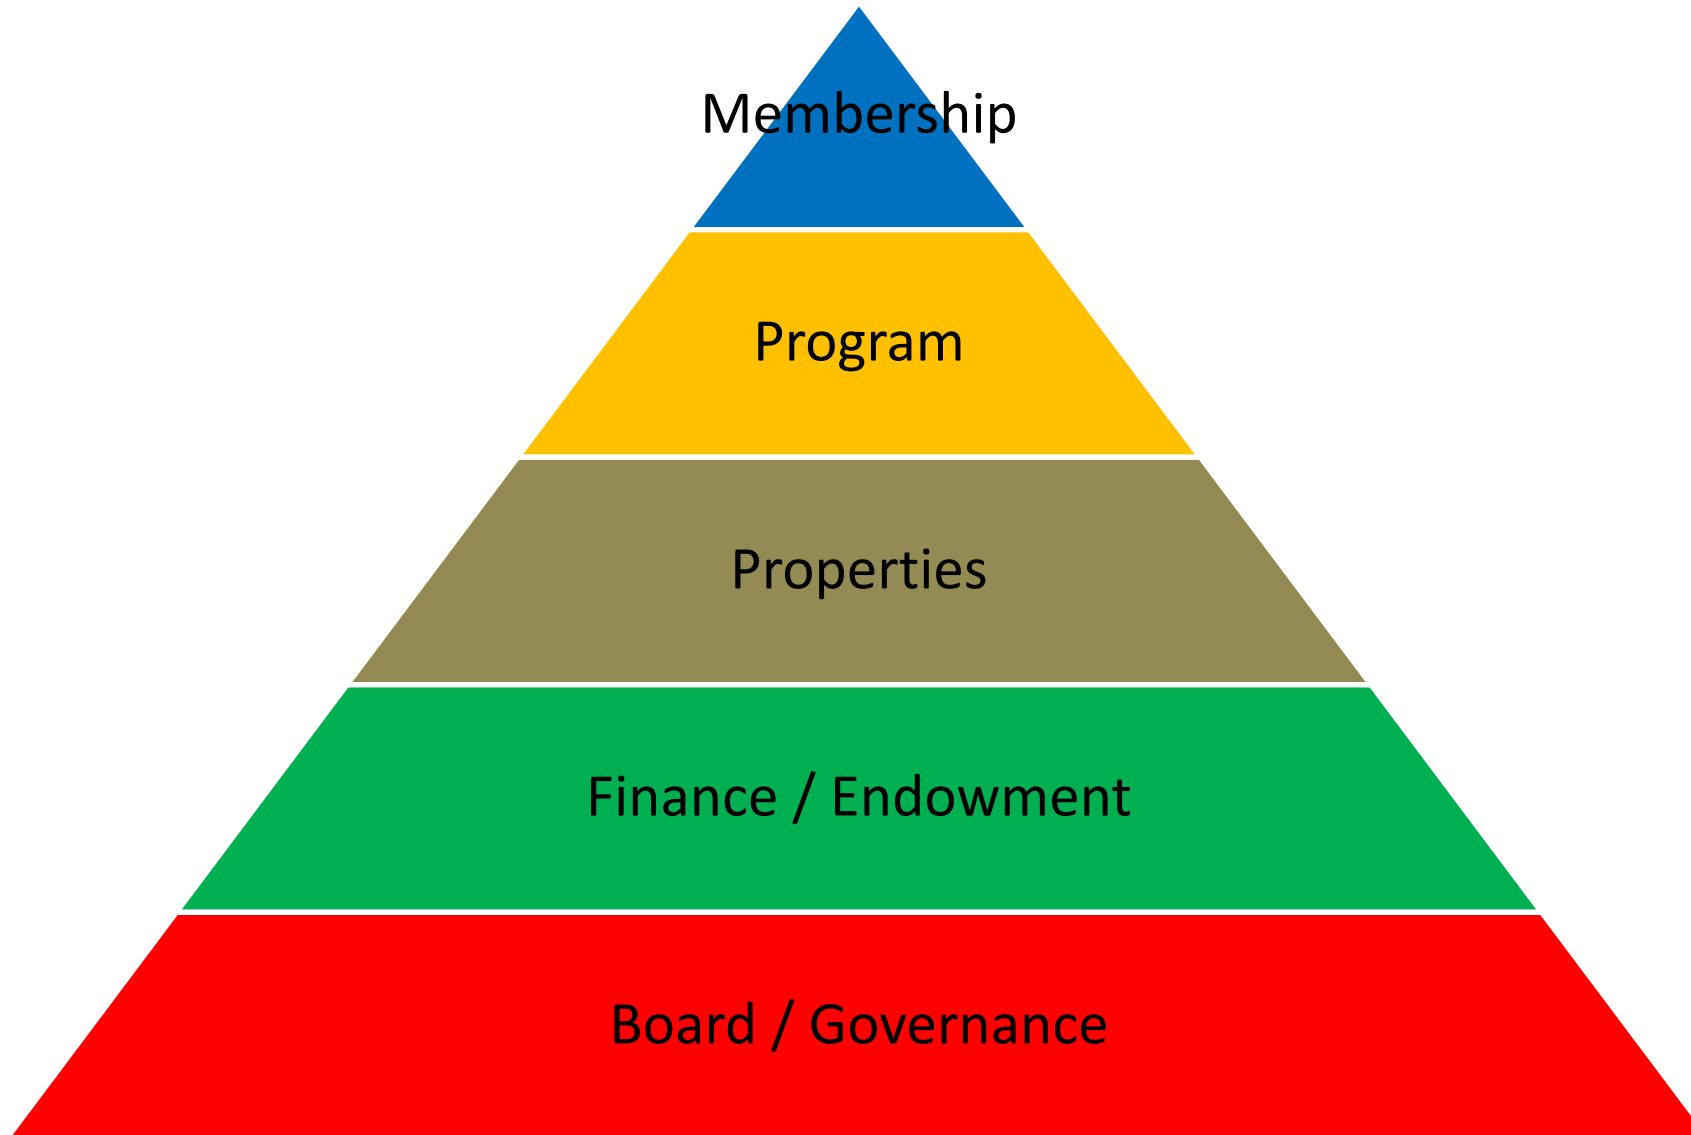 Membership
Program
Properties
Finance / Endowment
Board / Governance